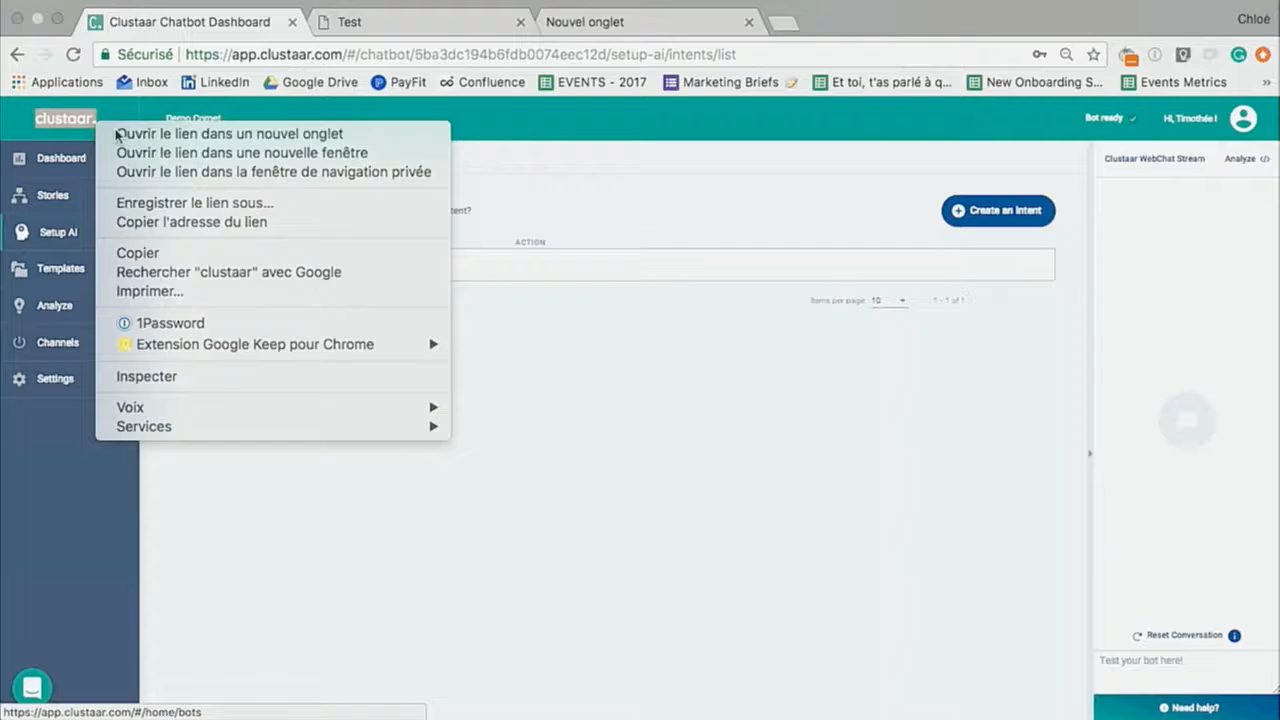 Clustaar Chatbot Dashboard
Test
Nouvel onglet
Chloé
Sécurisé
https://app.clustaar.com/#/chatbot/5ba3dc194b6fdb0074eec12d/setup-ai/intents/list
Applications
Inbox
LinkedIn
Google Drive
PayFit
Confluence
EVENTS - 2017
Marketing Briefs
Et toi, t'as parlé à q...
New Onboarding S...
Events Metrics
»
clustaar.
Demo Comet
Bot ready
Hi, Timothée !
Dashboard
Stories
Setup AI
Templates
Analyze
Channels
Settings
Ouvrir le lien dans un nouvel onglet
Ouvrir le lien dans une nouvelle fenêtre
Ouvrir le lien dans la fenêtre de navigation privée
Enregistrer le lien sous...
Copier l'adresse du lien
Copier
Rechercher "clustaar" avec Google
Imprimer...
1Password
Extension Google Keep pour Chrome
Inspecter
Voix
Services
Create an Intent
ACTION
Items per page: 10
1 - 1 of 1
Clustaar WebChat Stream
Analyze
Reset Conversation
Test your bot here!
Need help?
https://app.clustaar.com/#/home/bots